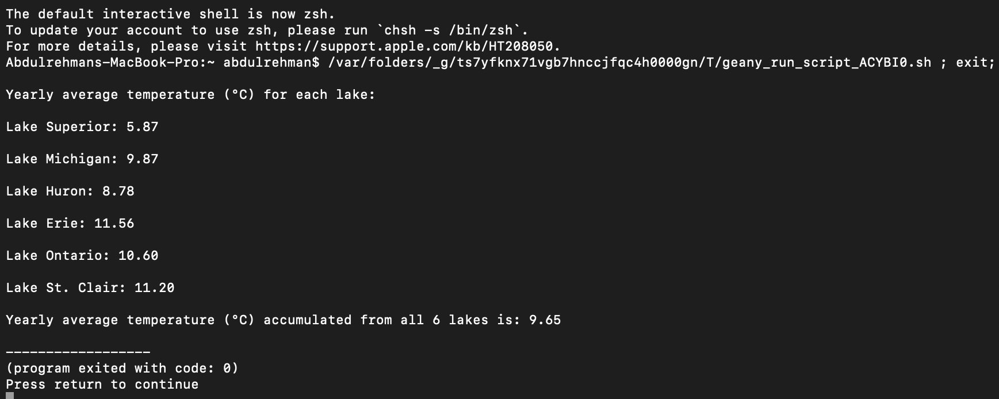 The default interactive shell is now zsh.
To update your account to use zsh, please run `chsh -s /bin/zsh`.
For more details, please visit https://support.apple.com/kb/HT208050.
Abdulrehmans-MacBook-Pro:~ abdulrehman$ /var/folders/_g/ts7yfknx71vgb7hnccjfqc4h0000gn/T/geany_run_script_ACYBI0.sh ; exit;
Yearly average temperature (°C) for each lake:
Lake Superior: 5.87
Lake Michigan: 9.87
Lake Huron: 8.78
Lake Erie: 11.56
Lake Ontario: 10.60
Lake St. Clair: 11.20
Yearly average temperature (°C) accumulated from all 6 lakes is: 9.65
------------------
(program exited with code: 0)
Press return to continue